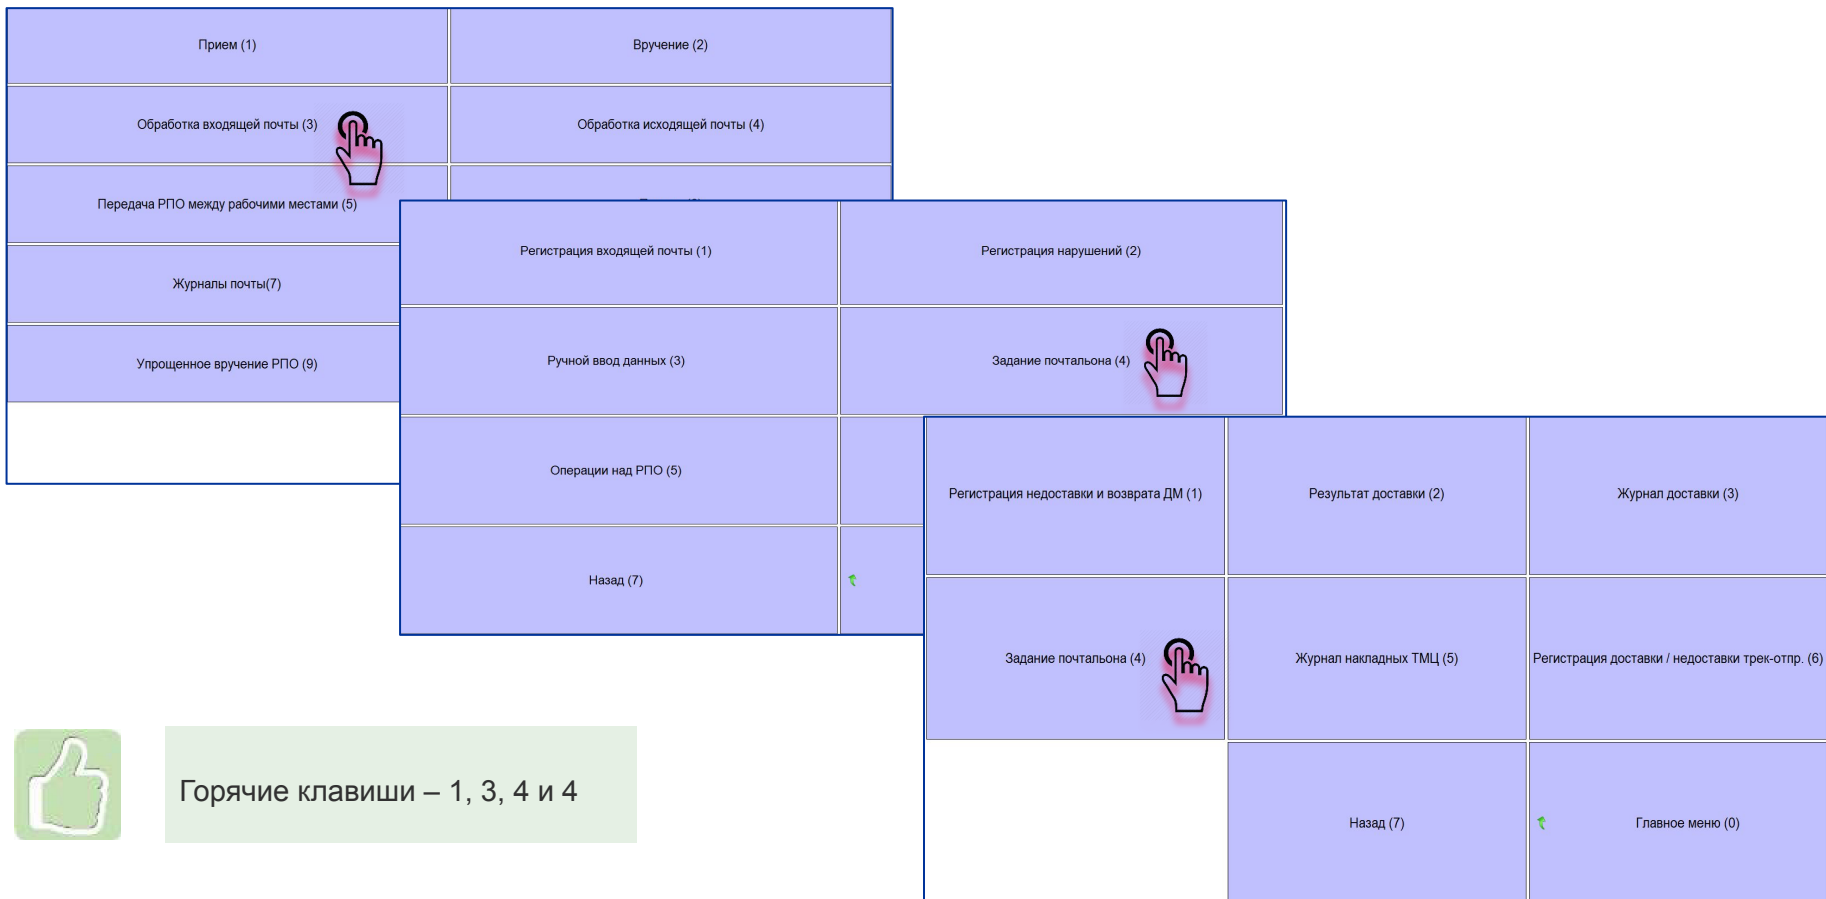 Прием (1)
Вручение (2)
Обработка входящей почты (3)
Обработка исходящей почты (4)
Передача РПО между рабочими местами (5)
Журналы почты(7)
Упрощенное вручение РПО (9)
Регистрация входящей почты (1)
Регистрация нарушений (2)
Ручной ввод данных (3)
Задание почтальона (4)
Операции над РПО (5)
Назад (7)
Регистрация недоставки и возврата ДМ (1)
Результат доставки (2)
Журнал доставки (3)
Задание почтальона (4)
Журнал накладных ТМЦ (5)
Регистрация доставки / недоставки трек-отпр. (6)
Назад (7)
Главное меню (0)
Горячие клавиши – 1, 3, 4 и 4